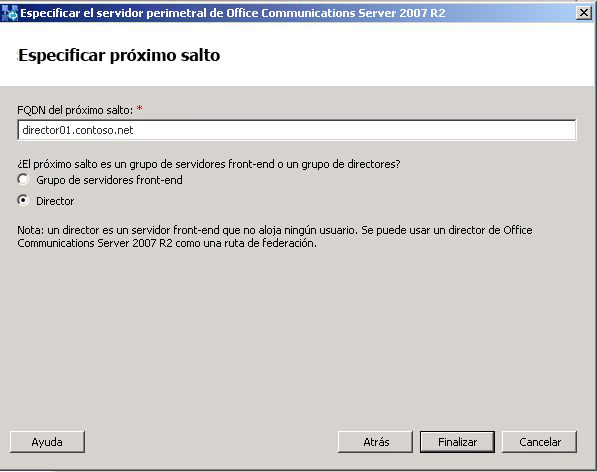 Especificar el servidor perimetral de Office Communications Server 2007 R2
Especificar próximo salto
FQDN del próximo salto: *
director01.contoso.net
¿El próximo salto es un grupo de servidores front-end o un grupo de directores?
Grupo de servidores front-end
Director
Nota: un director es un servidor front-end que no aloja ningún usuario. Se puede usar un director de Office
Communications Server 2007 R2 como una ruta de federación.
Ayuda
Atrás
Finalizar
Cancelar